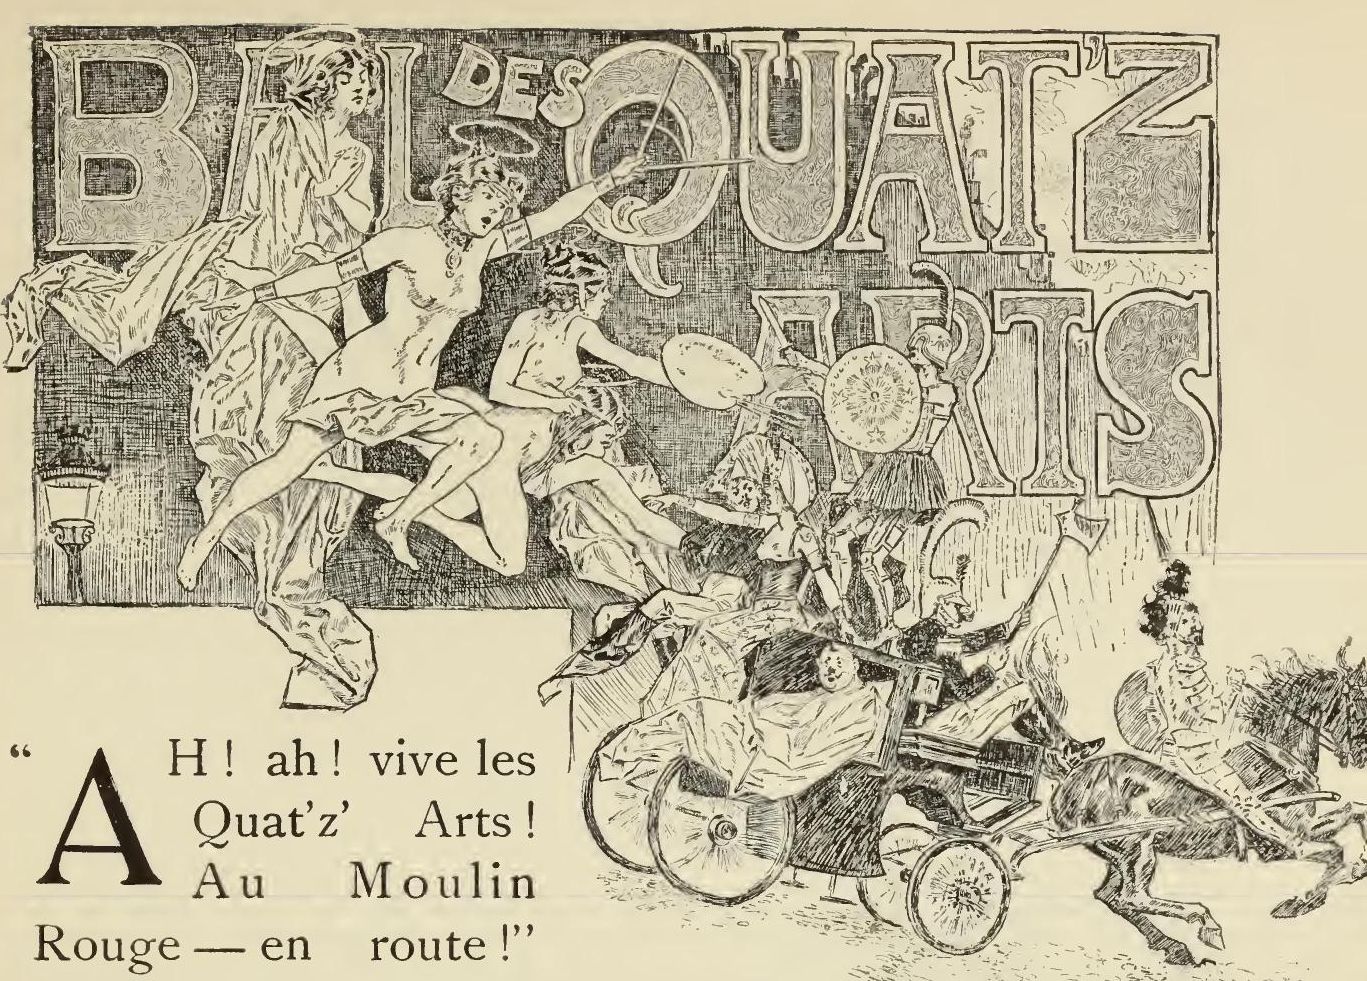 BAL DES QUAT'Z
ARTS
“AH! ah! vive les
Quat'z' Arts!
Au Moulin
Rouge — en route!”